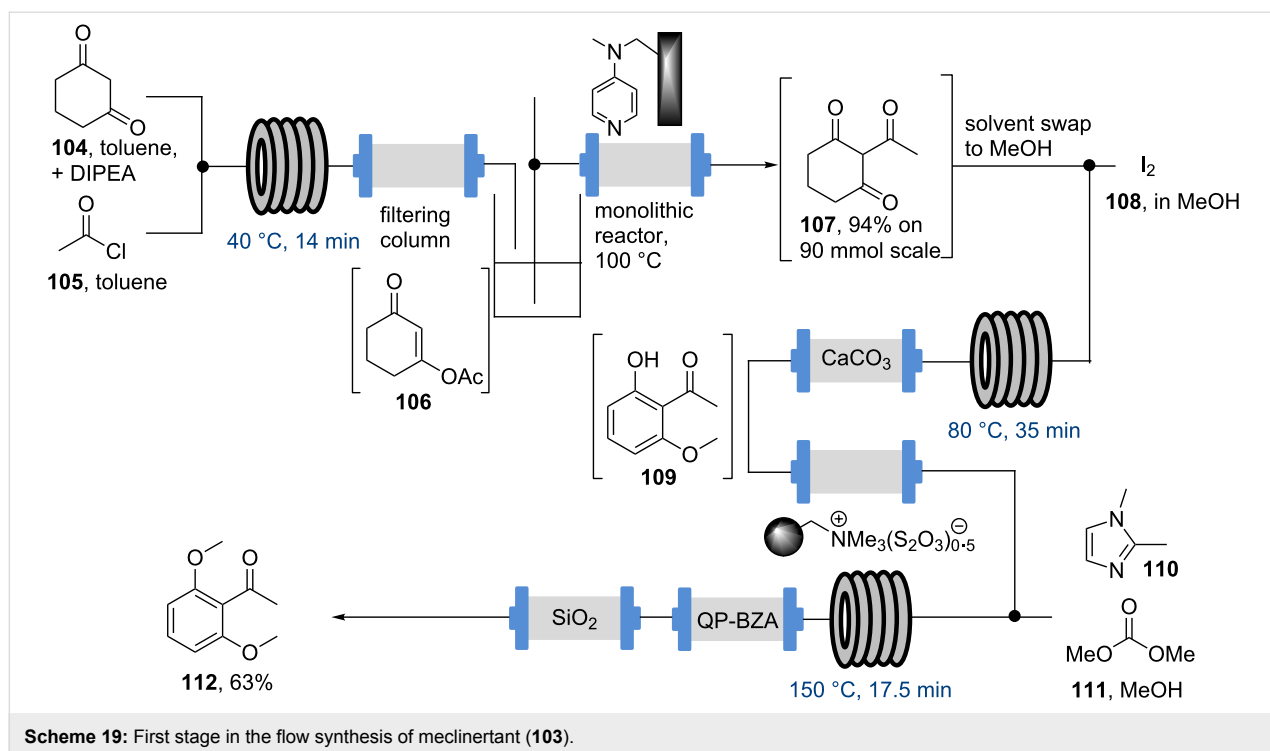 O
O
104, toluene,
+ DIPEA
O
Cl
105, toluene
40 °C, 14 min
filtering
column
O
OAc
106
N
N
monolithic
reactor,
100 °C
O
O
O
107, 94% on
90 mmol scale
solvent swap
to MeOH
I2
108, in MeOH
80 °C, 35 min
CaCO3
OH
O
O
109
NMe3(S2O3)0.5
⊕
⊖
N
N
110
O
MeO
OMe
111, MeOH
150 °C, 17.5 min
QP-BZA
SiO2
O
O
O
112, 63%
Scheme 19: First stage in the flow synthesis of meclinertant (103).